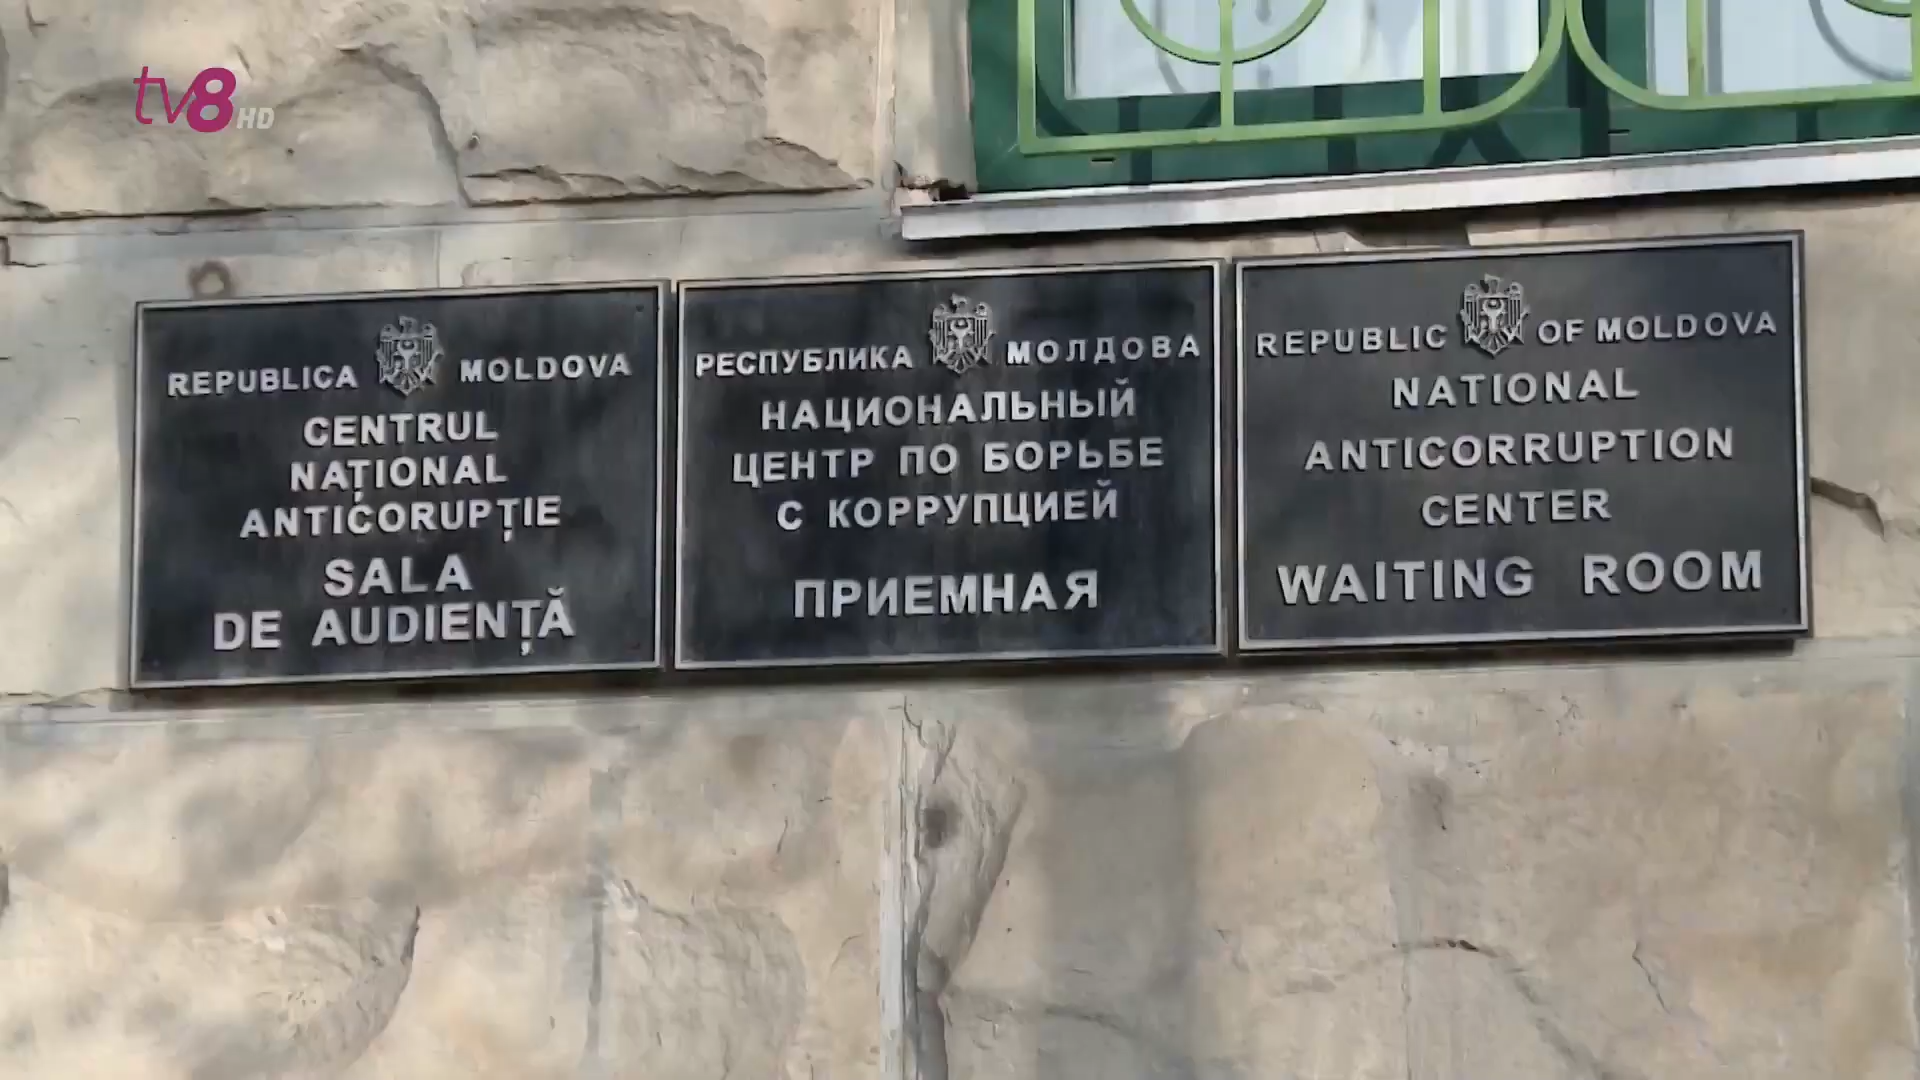 tv8 HD
REPUBLICA MOLDOVA
CENTRUL
NAȚIONAL
ANTICORUPȚIE
SALA
DE AUDIENȚĂ
РЕСПУБЛИКА МОЛДОВА
НАЦИОНАЛЬНЫЙ
ЦЕНТР ПО БОРЬБЕ
С КОРРУПЦИЕЙ
ПРИЕМНАЯ
REPUBLIC OF MOLDOVA
NATIONAL
ANTICORRUPTION
CENTER
WAITING ROOM